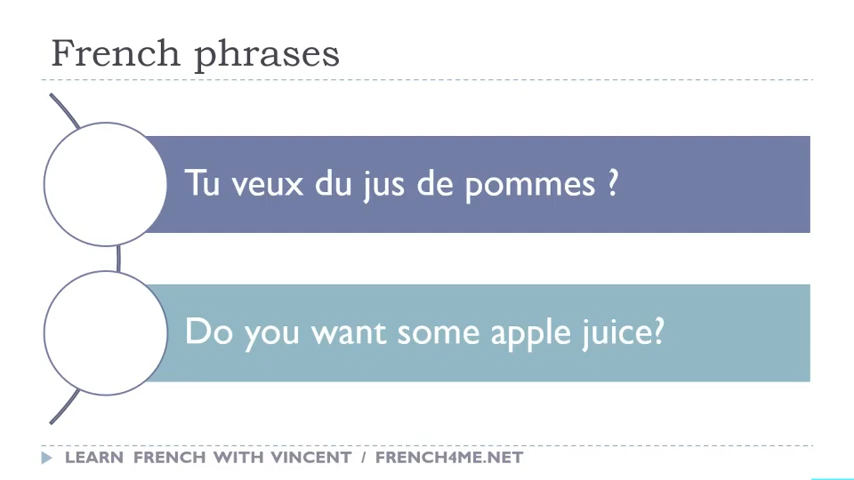 French phrases
Tu veux du jus de pommes ?
Do you want some apple juice?
LEARN FRENCH WITH VINCENT / FRENCH4ME.NET